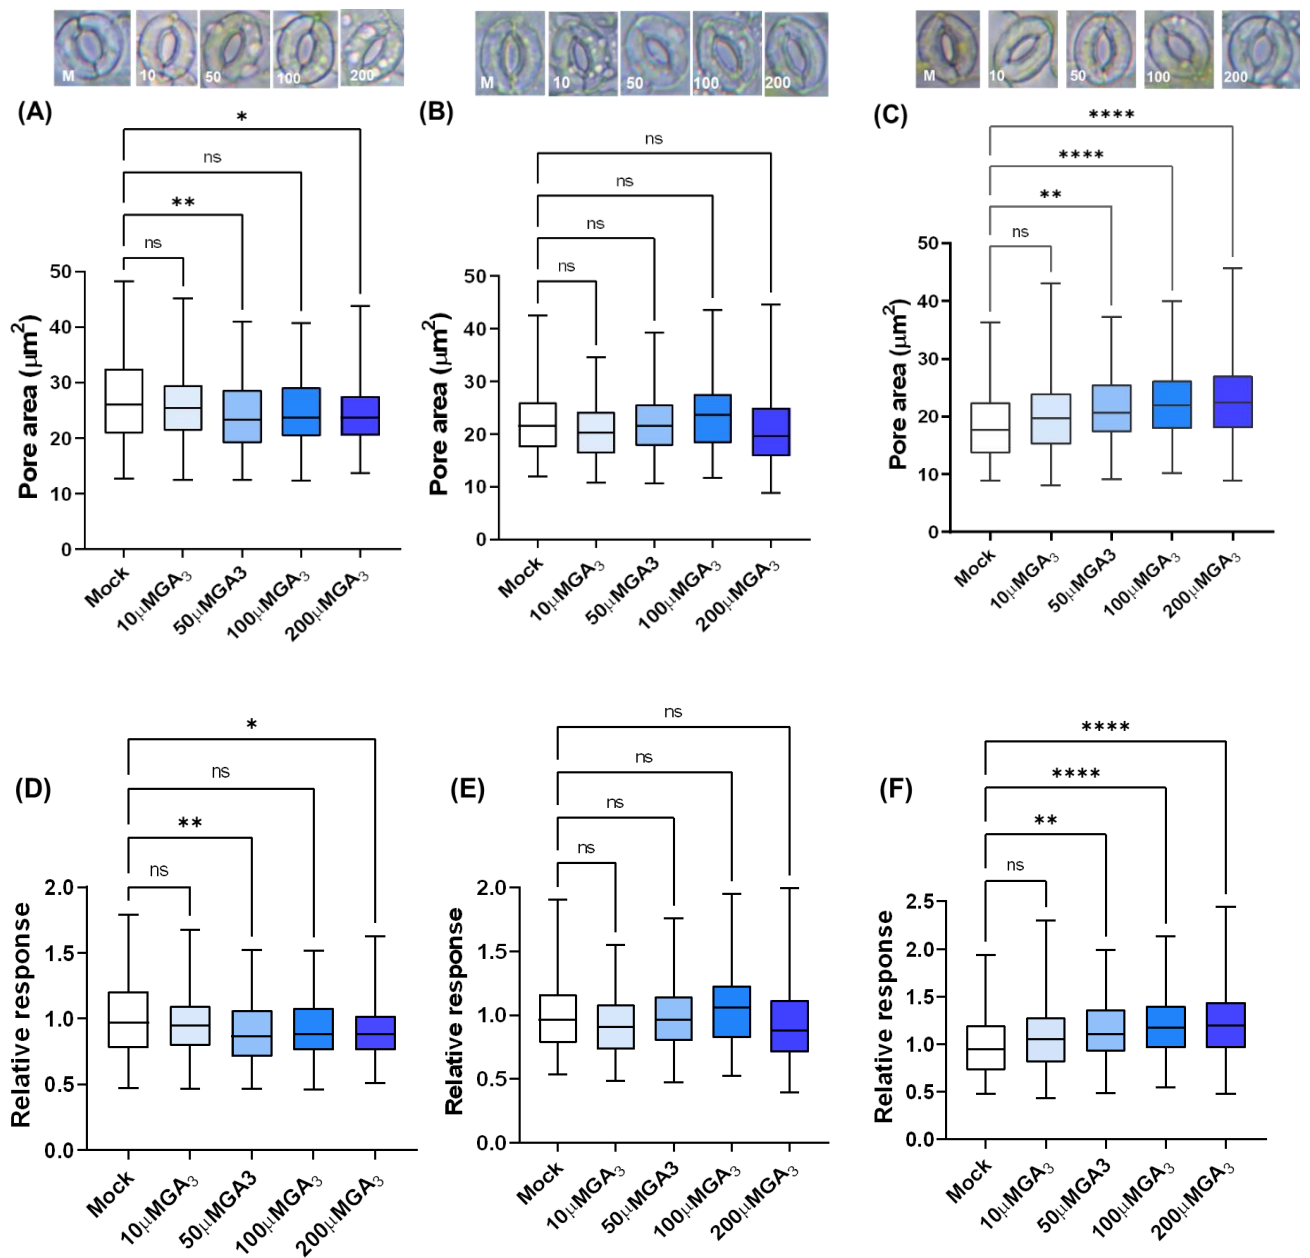 M 10 50 100 200
M 10 50 100 200
M 10 50 100 200
(A)
*
ns
**
ns
50
40
30
20
10
0
Pore area (μm²)
Mock
10μMGA₃
50μMGA3
100μMGA₃
200μMGA₃
(B)
ns
ns
ns
ns
50
40
30
20
10
0
Pore area (μm²)
Mock
10μMGA₃
50μMGA3
100μMGA₃
200μMGA₃
(C)
****
****
**
ns
50
40
30
20
10
0
Pore area (μm²)
Mock
10μMGA₃
50μMGA3
100μMGA₃
200μMGA₃
(D)
*
ns
**
ns
2.0
1.5
1.0
0.5
0.0
Relative response
Mock
10μMGA₃
50μMGA3
100μMGA₃
200μMGA₃
(E)
ns
ns
ns
ns
2.0
1.5
1.0
0.5
0.0
Relative response
Mock
10μMGA₃
50μMGA3
100μMGA₃
200μMGA₃
(F)
****
****
**
ns
2.5
2.0
1.5
1.0
0.5
0.0
Relative response
Mock
10μMGA₃
50μMGA3
100μMGA₃
200μMGA₃